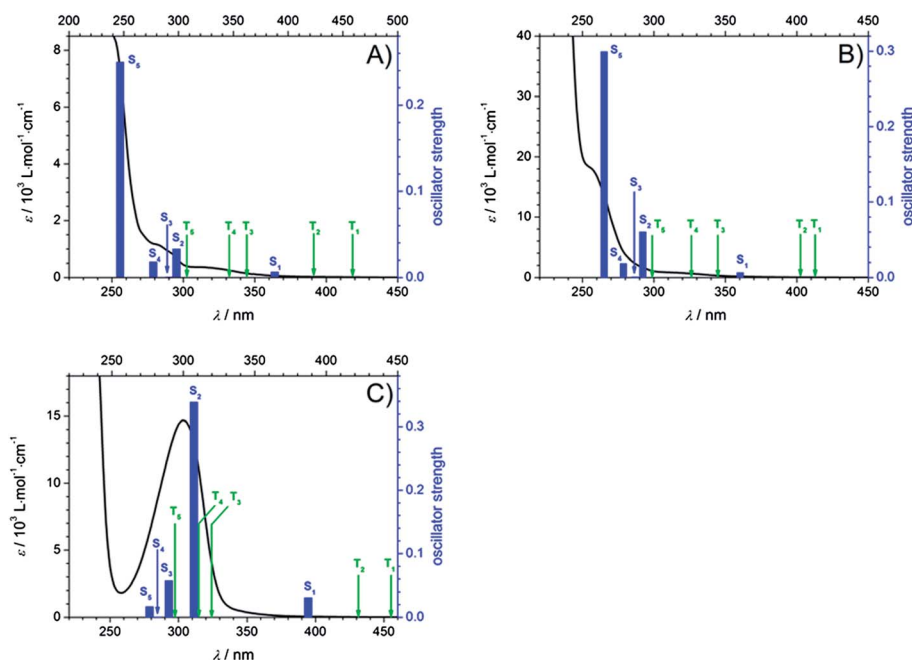 200 250 300 350 400 450 500
A)
8
6
4
2
0
ε / 10³ L·mol⁻¹·cm⁻¹
S₅
S₃
S₂
S₄
T₅
T₄ T₃
T₂
T₁
S₁
0.2
0.1
0.0
oscillator strength
250 300 350 400 450
λ / nm
250 300 350 400 450
B)
40
30
20
10
0
ε / 10³ L·mol⁻¹·cm⁻¹
S₅
S₃
S₂
S₄
T₅
T₄
T₃
T₂ T₁
S₁
0.3
0.2
0.1
0.0
oscillator strength
250 300 350 400 450
λ / nm
250 300 350 400 450
C)
15
10
5
0
ε / 10³ L·mol⁻¹·cm⁻¹
S₂
T₄ T₃
T₅
S₄
S₃
S₅
S₁
T₂
T₁
0.3
0.2
0.1
0.0
oscillator strength
250 300 350 400 450
λ / nm